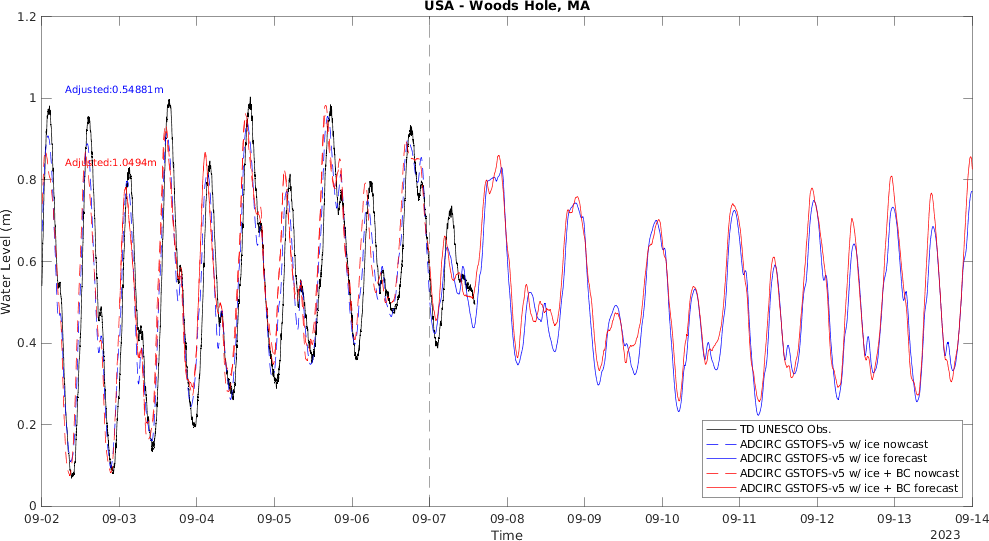 USA - Woods Hole, MA
1.2
1
0.8
0.6
0.4
0.2
0
Water Level (m)
Adjusted:0.54881m
Adjusted:1.0494m
TD UNESCO Obs.
ADCIRC GSTOFS-v5 w/ ice nowcast
ADCIRC GSTOFS-v5 w/ ice forecast
ADCIRC GSTOFS-v5 w/ ice + BC nowcast
ADCIRC GSTOFS-v5 w/ ice + BC forecast
09-02 09-03 09-04 09-05 09-06 09-07 09-08 09-09 09-10 09-11 09-12 09-13 09-14
Time
2023